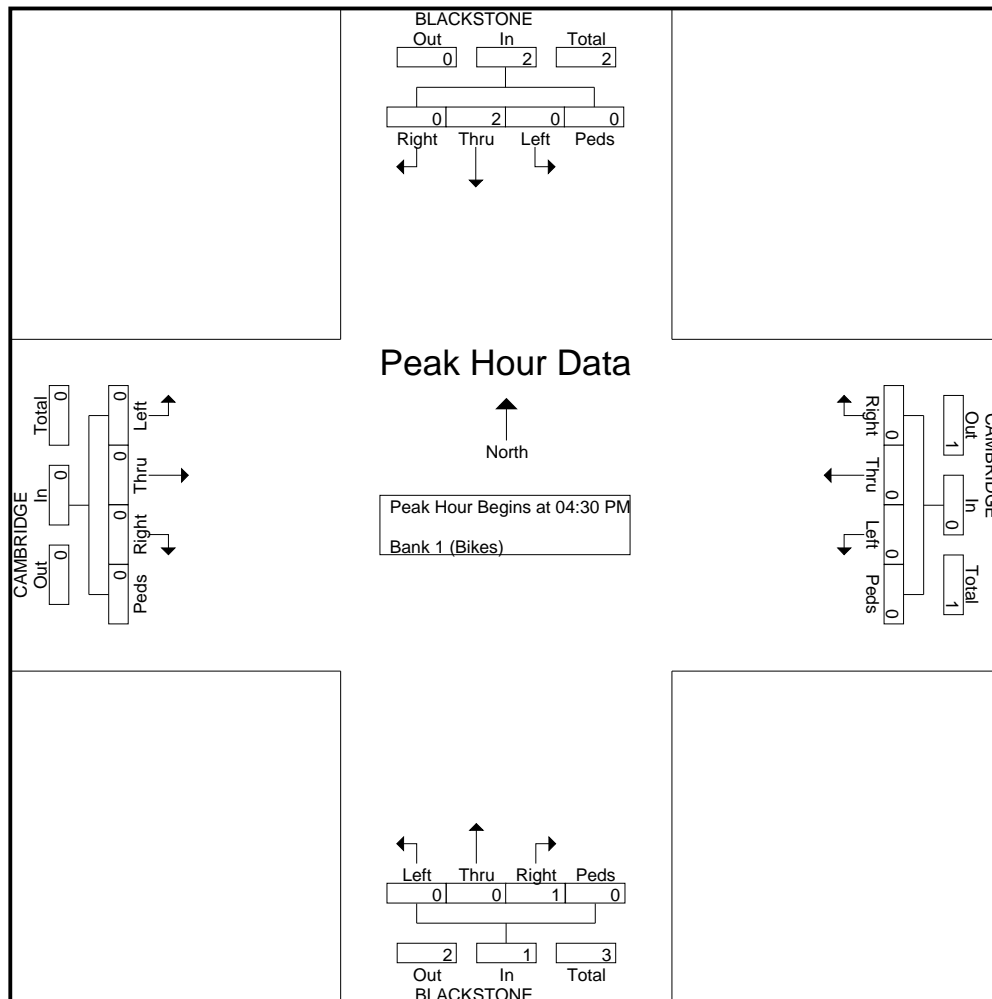 BLACKSTONE
Out In Total
0 2 2
0 2 0 0
Right Thru Left Peds
Peak Hour Data
North
Peak Hour Begins at 04:30 PM
Bank 1 (Bikes)
CAMBRIDGE
Out In Total
0 0 0
Left Thru Right Peds
0 0 0 0
CAMBRIDGE
Out In Total
1 0 1
Right Thru Left Peds
0 0 0 0
Left Thru Right Peds
0 0 1 0
2 1 3
Out In Total
BLACKSTONE